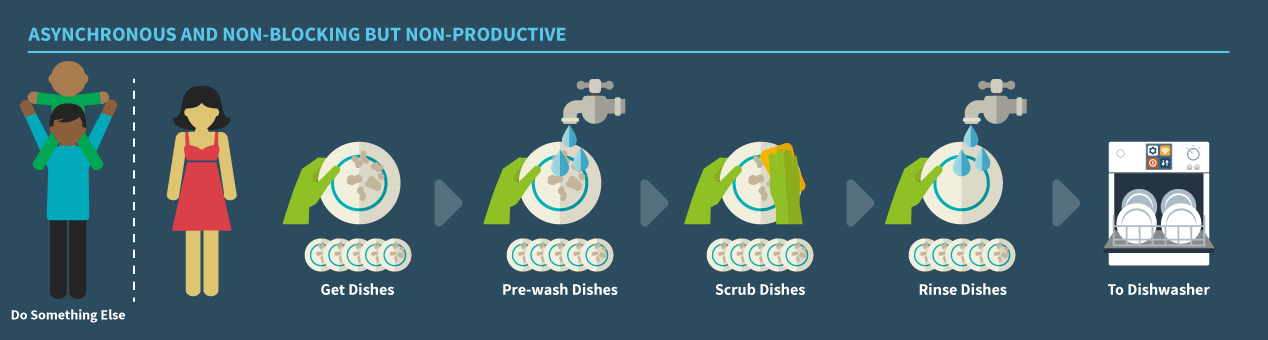 ASYNCHRONOUS AND NON-BLOCKING BUT NON-PRODUCTIVE
Do Something Else
Get Dishes
Pre-wash Dishes
Scrub Dishes
Rinse Dishes
To Dishwasher